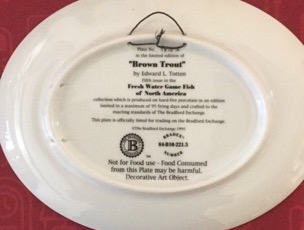 Plate No.
in the limited edition of
"Brown Trout"
by Edward L. Totten
Fifth issue in the
Fresh Water Game Fish
of North America
collection which is produced on hard-fire porcelain in an edition
limited to a maximum of 95 firing days and crafted to the
exacting standards of The Bradford Exchange.
This plate is officially listed for trading on the Bradford Exchange.
©The Bradford Exchange 1995
B
BRADEX
84-B10-221.5
NUMBER
Not for Food use - Food Consumed
from this Plate may be harmful.
Decorative Art Object.